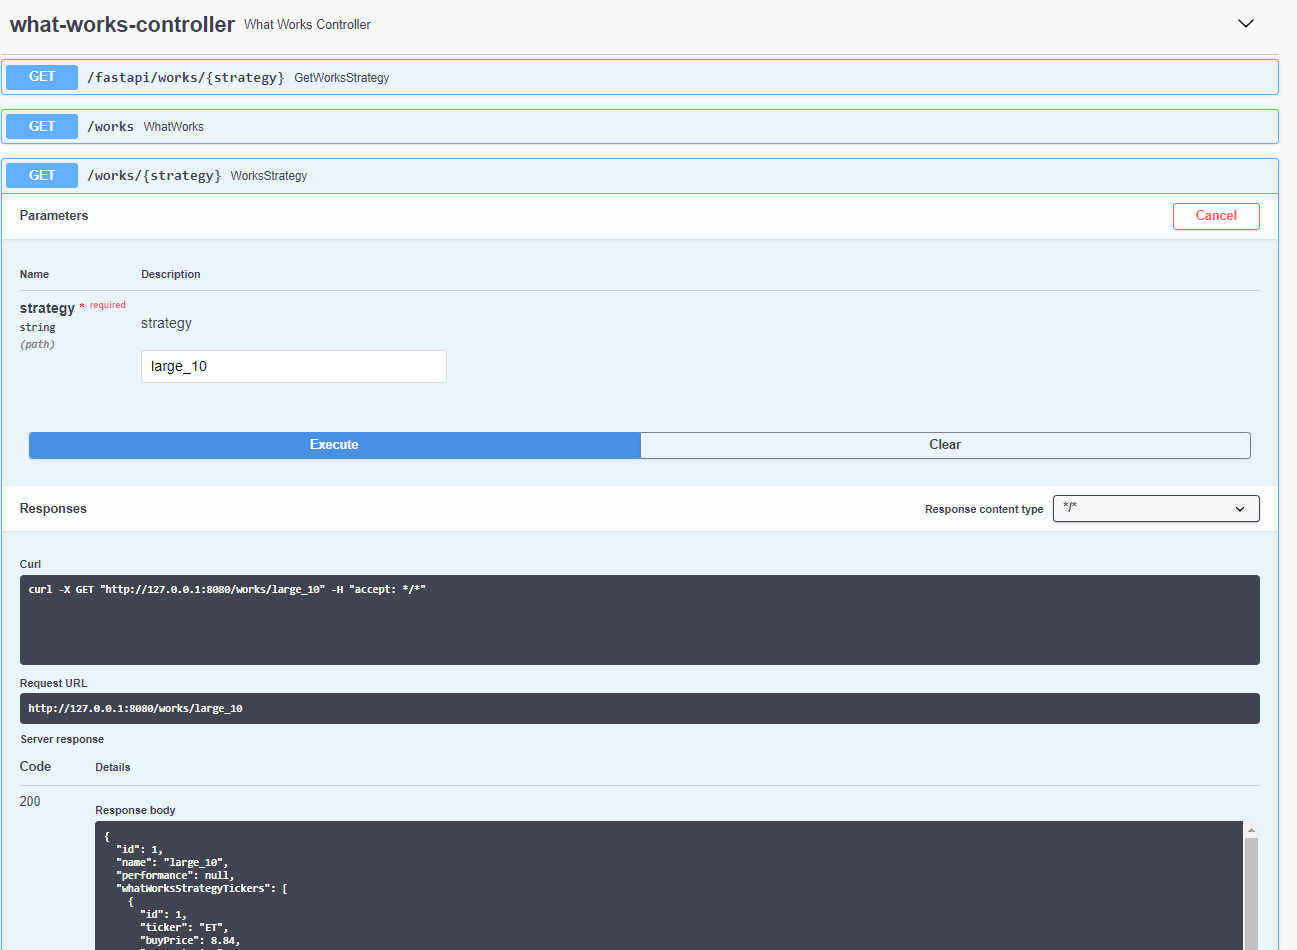 what-works-controller What Works Controller
GET /fastapi/works/{strategy} GetWorksStrategy
GET /works WhatWorks
GET /works/{strategy} WorksStrategy
Parameters Cancel
Name Description
strategy * required
string
(path)
strategy
large_10
Execute Clear
Responses Response content type */*
Curl
curl -X GET "http://127.0.0.1:8080/works/large_10" -H "accept: */*"
Request URL
http://127.0.0.1:8080/works/large_10
Server response
Code Details
200
Response body
{
"id": 1,
"name": "large_10",
"performance": null,
"whatWorksStrategyTickers": [
{
"id": 1,
"ticker": "ET",
"buyPrice": 8.84,